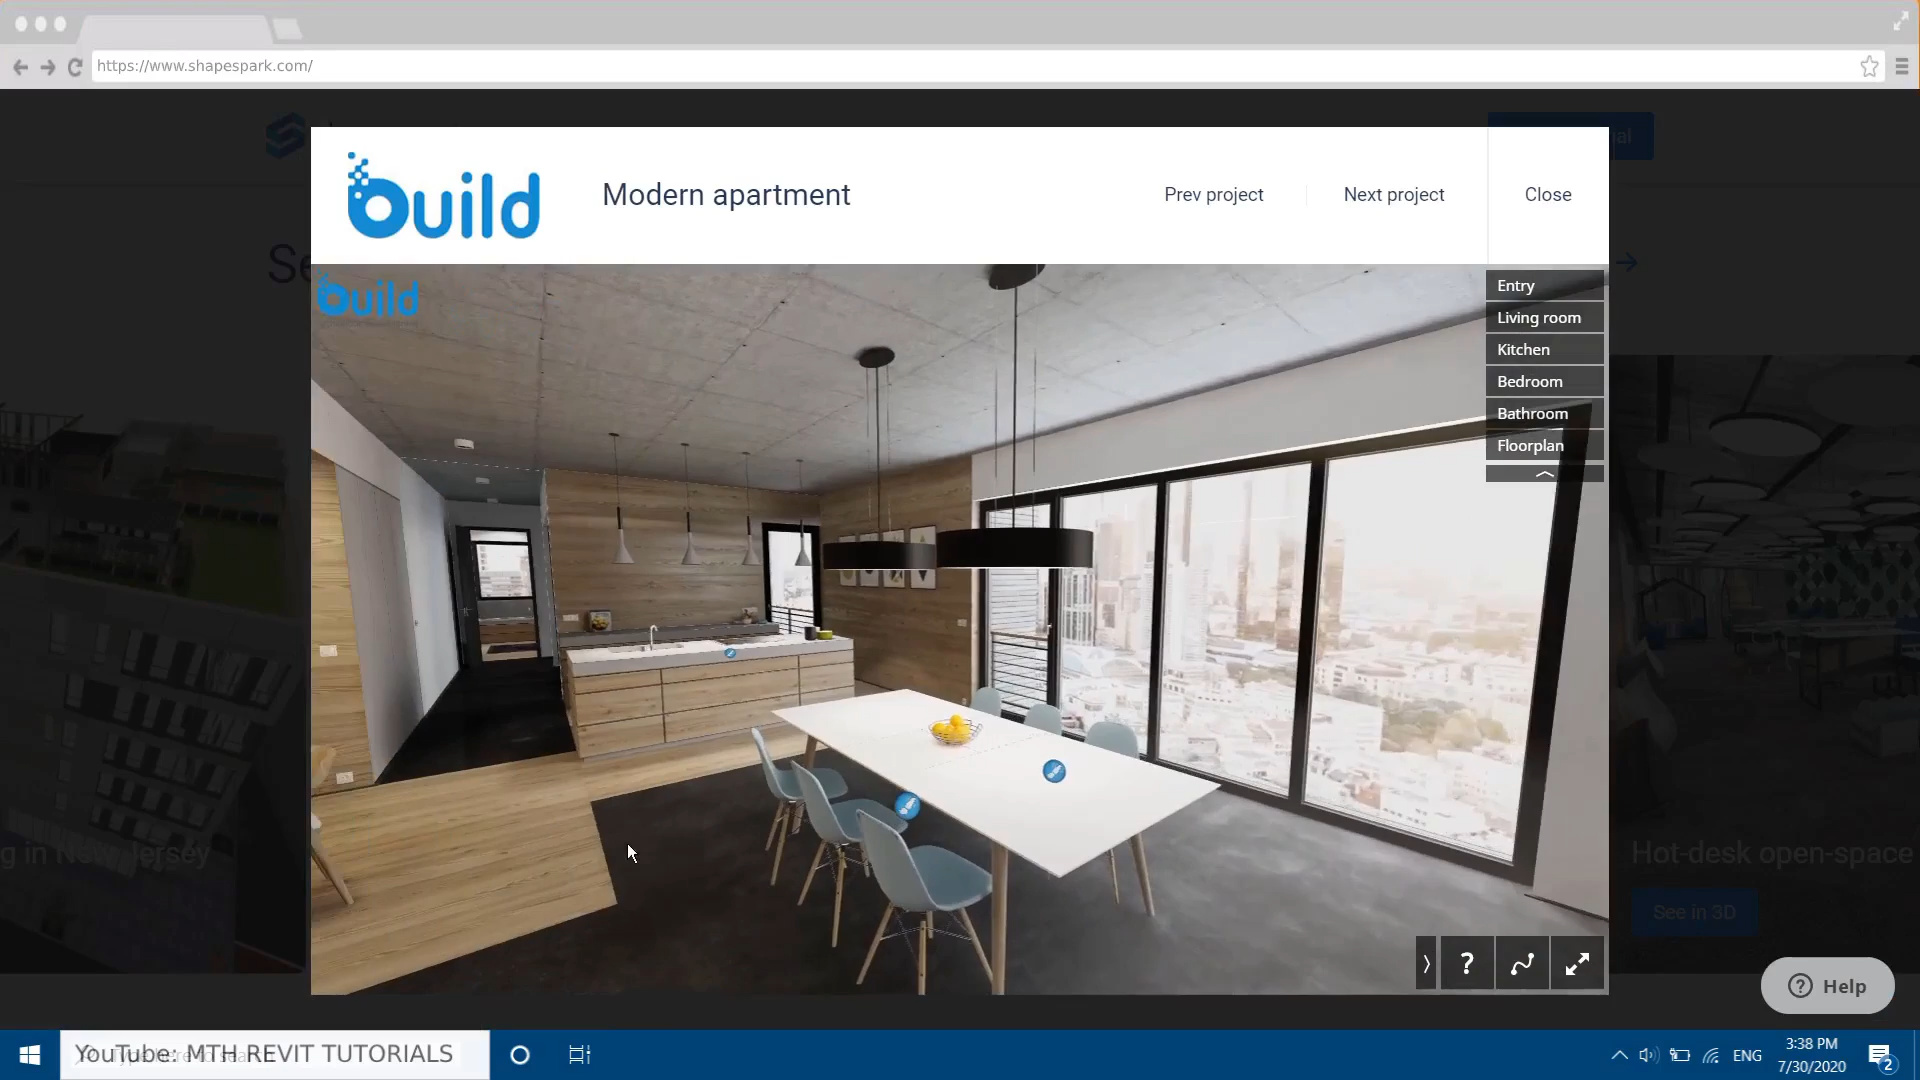 https://www.shapespark.com/
build
Modern apartment
Prev project
Next project
Close
build
Entry
Living room
Kitchen
Bedroom
Bathroom
Floorplan
Hot-desk open-space
See in 3D
?
? Help
YouTube: MTH REVIT TUTORIALS
ENG
3:38 PM
7/30/2020
2